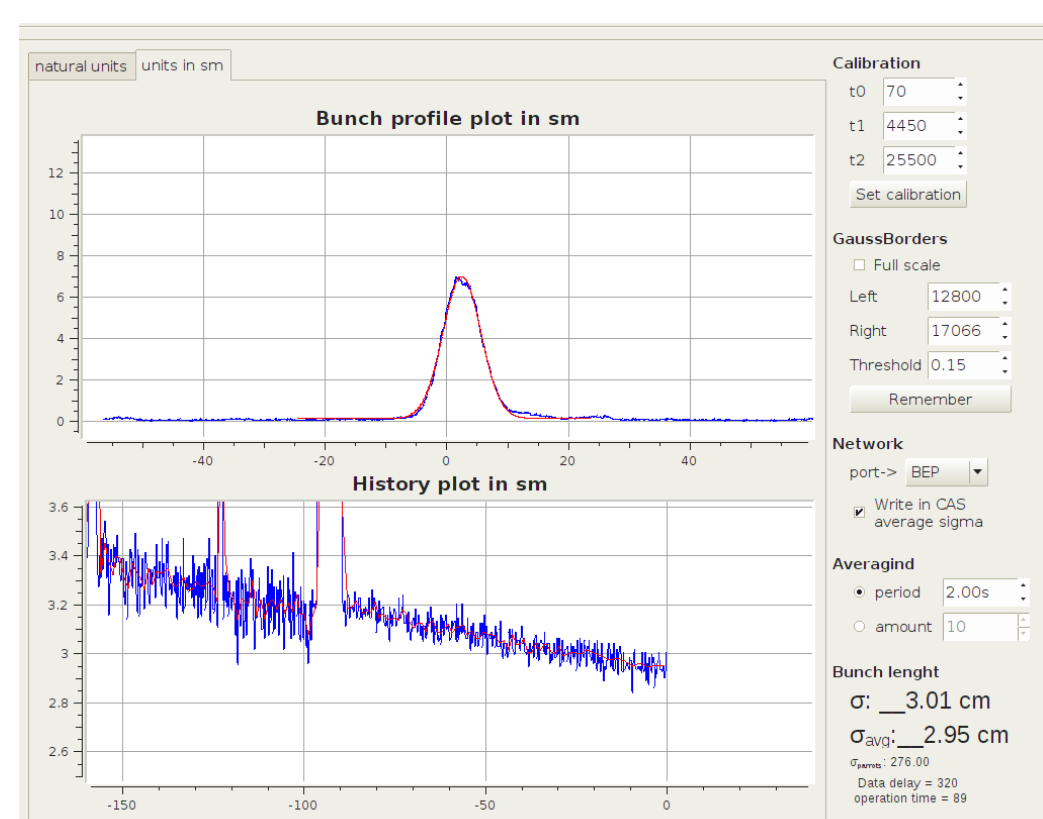 natural units
units in sm
Bunch profile plot in sm
12
10
8
6
4
2
0
-40
-20
0
20
40
History plot in sm
3.6
3.4
3.2
3
2.8
2.6
-150
-100
-50
0
Calibration
t0 70
t1 4450
t2 25500
Set calibration
GaussBorders
Full scale
Left 12800
Right 17066
Threshold 0.15
Remember
Network
port-> BEP
Write in CAS
average sigma
Averagind
period 2.00s
amount 10
Bunch lenght
σ: __3.01 cm
σavg:__2.95 cm
σparrots: 276.00
Data delay = 320
operation time = 89